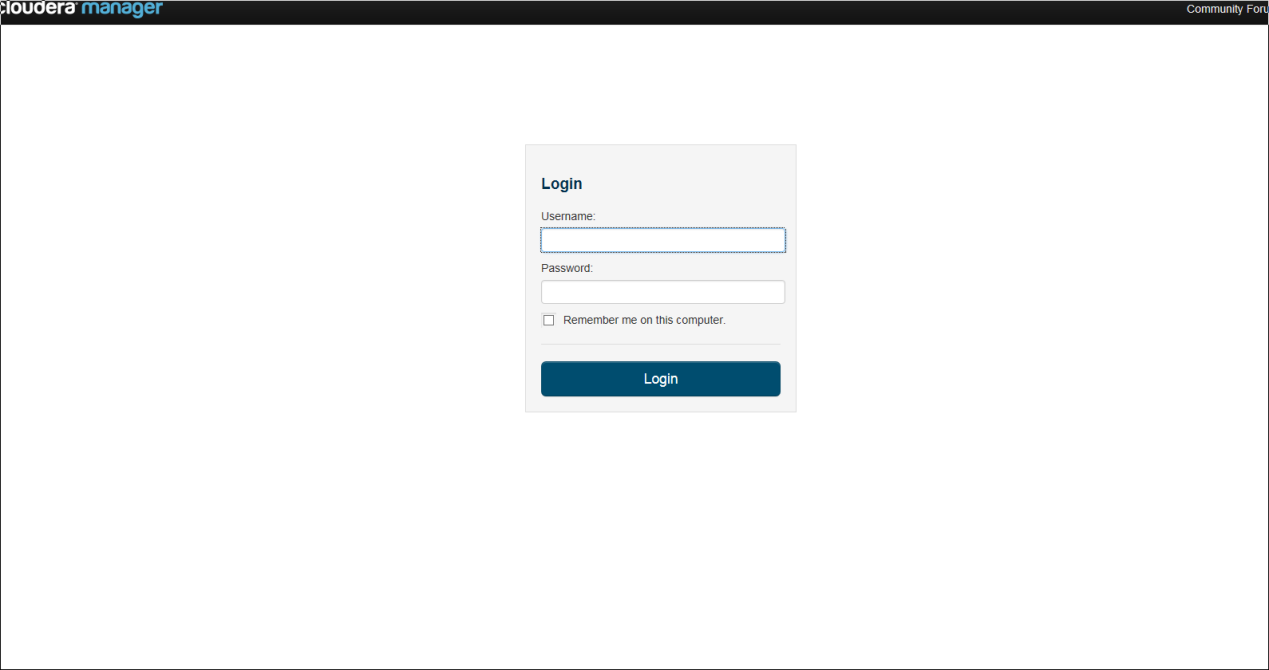 cloudera manager
Community Foru
Login
Username:
Password:
Remember me on this computer.
Login